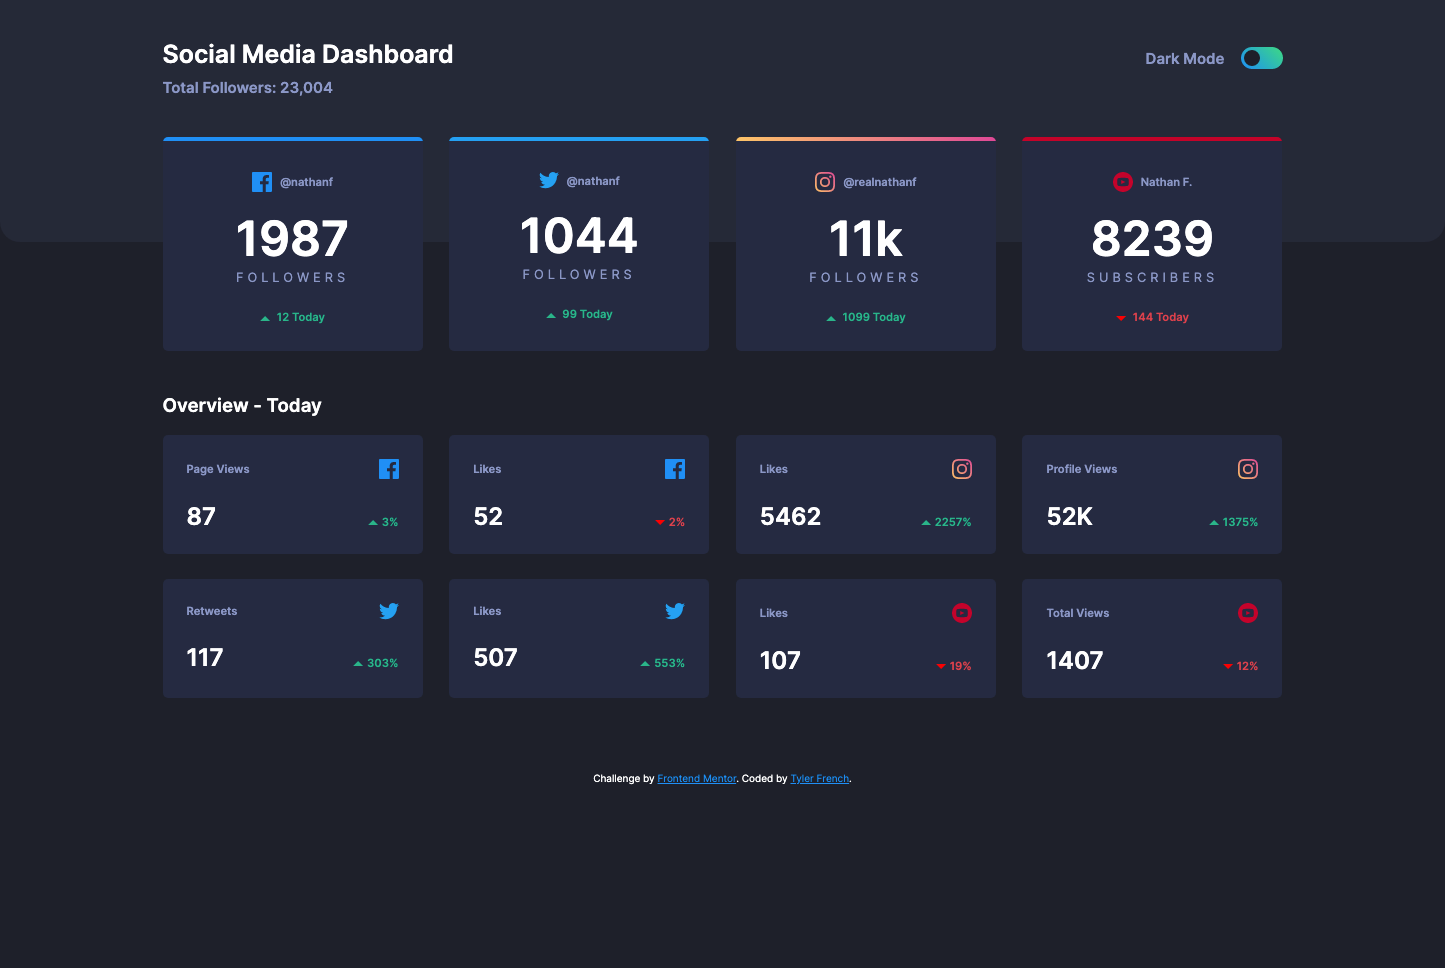 Social Media Dashboard
Total Followers: 23,004
Dark Mode
@nathanf
1987
FOLLOWERS
12 Today
@nathanf
1044
FOLLOWERS
99 Today
@realnathanf
11k
FOLLOWERS
1099 Today
Nathan F.
8239
SUBSCRIBERS
144 Today
Overview - Today
Page Views
87
3%
Likes
52
2%
Likes
5462
2257%
Profile Views
52K
1375%
Retweets
117
303%
Likes
507
553%
Likes
107
19%
Total Views
1407
12%
Challenge by Frontend Mentor. Coded by Tyler French.